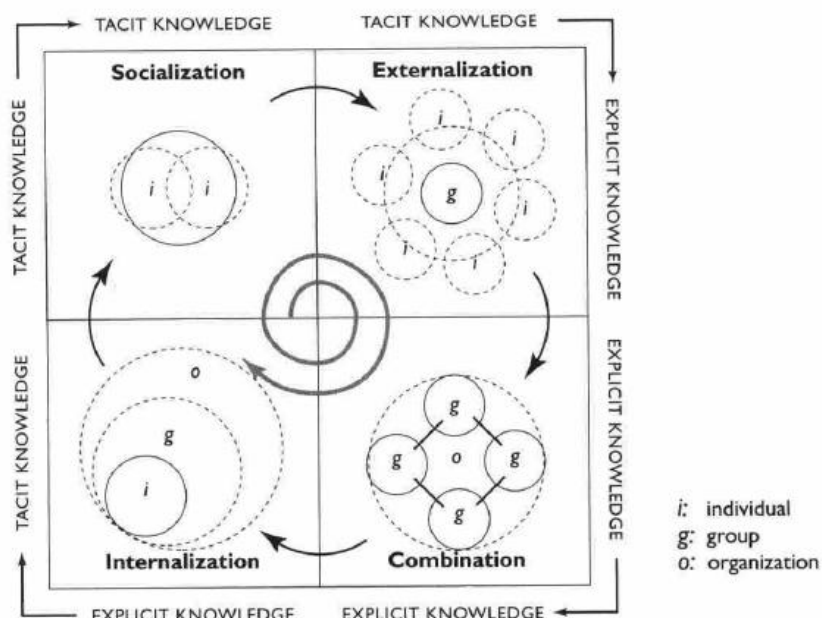 TACIT KNOWLEDGE TACIT KNOWLEDGE
Socialization Externalization
TACIT KNOWLEDGE
EXPLICIT KNOWLEDGE
i i
i
i
i
g
i
i
i
TACIT KNOWLEDGE
EXPLICIT KNOWLEDGE
o
g
i
g
g o g
g
Internalization Combination
EXPLICIT KNOWLEDGE EXPLICIT KNOWLEDGE
i: individual
g: group
o: organization